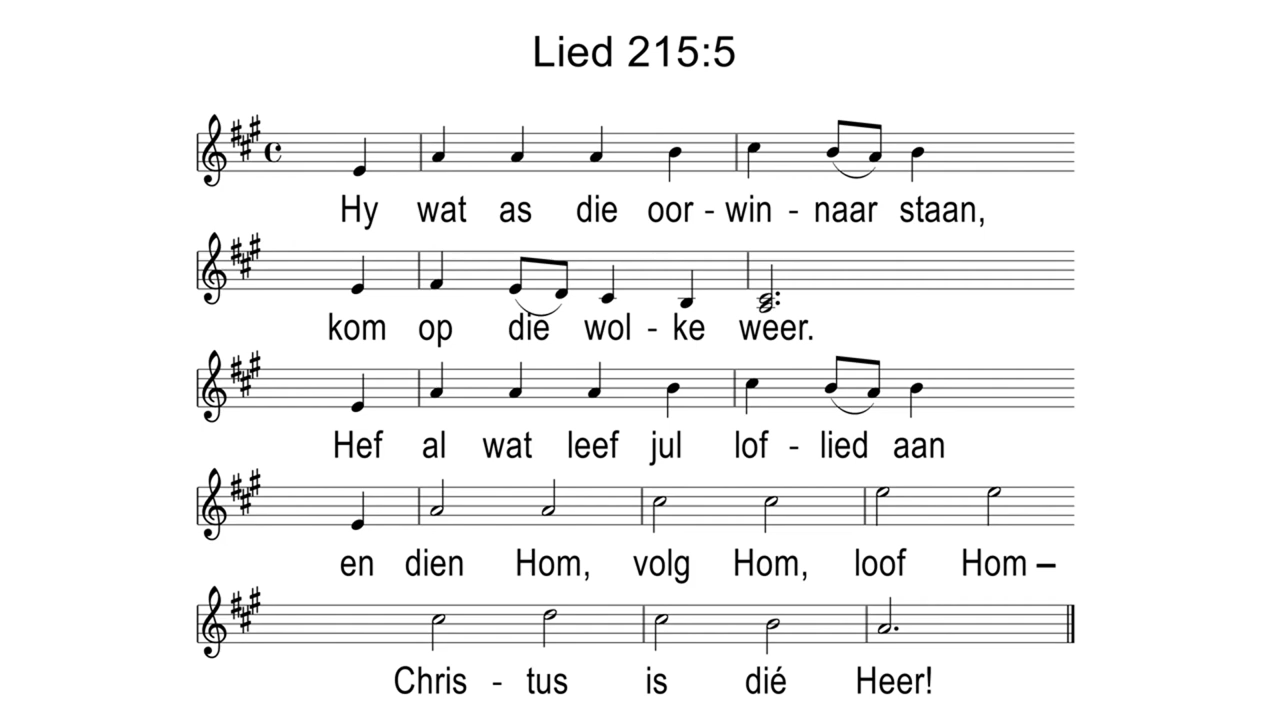 Lied 215:5
Hy wat as die oor - win - naar staan,
kom op die wol - ke weer.
Hef al wat leef jul lof - lied aan
en dien Hom, volg Hom, loof Hom –
Chris - tus is dié Heer!